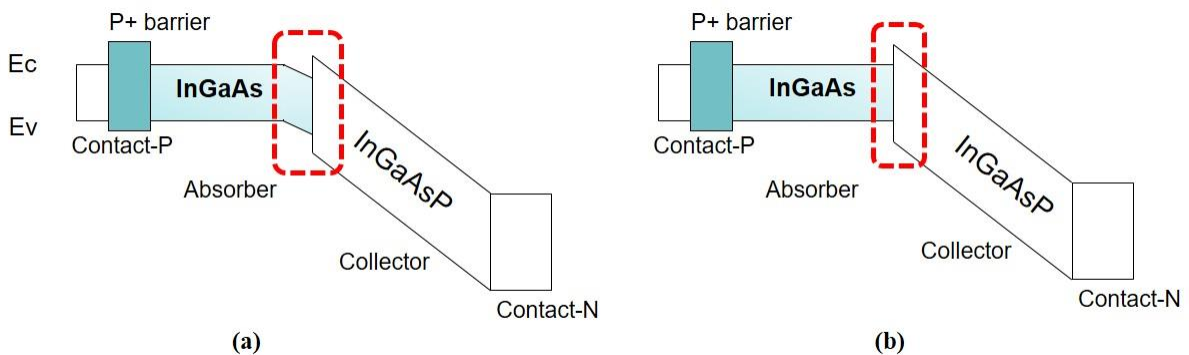 P+ barrier
Ec
InGaAs
Ev
Contact-P
InGaAsP
Absorber
Collector
Contact-N
(a)
P+ barrier
InGaAs
Contact-P
InGaAsP
Absorber
Collector
Contact-N
(b)